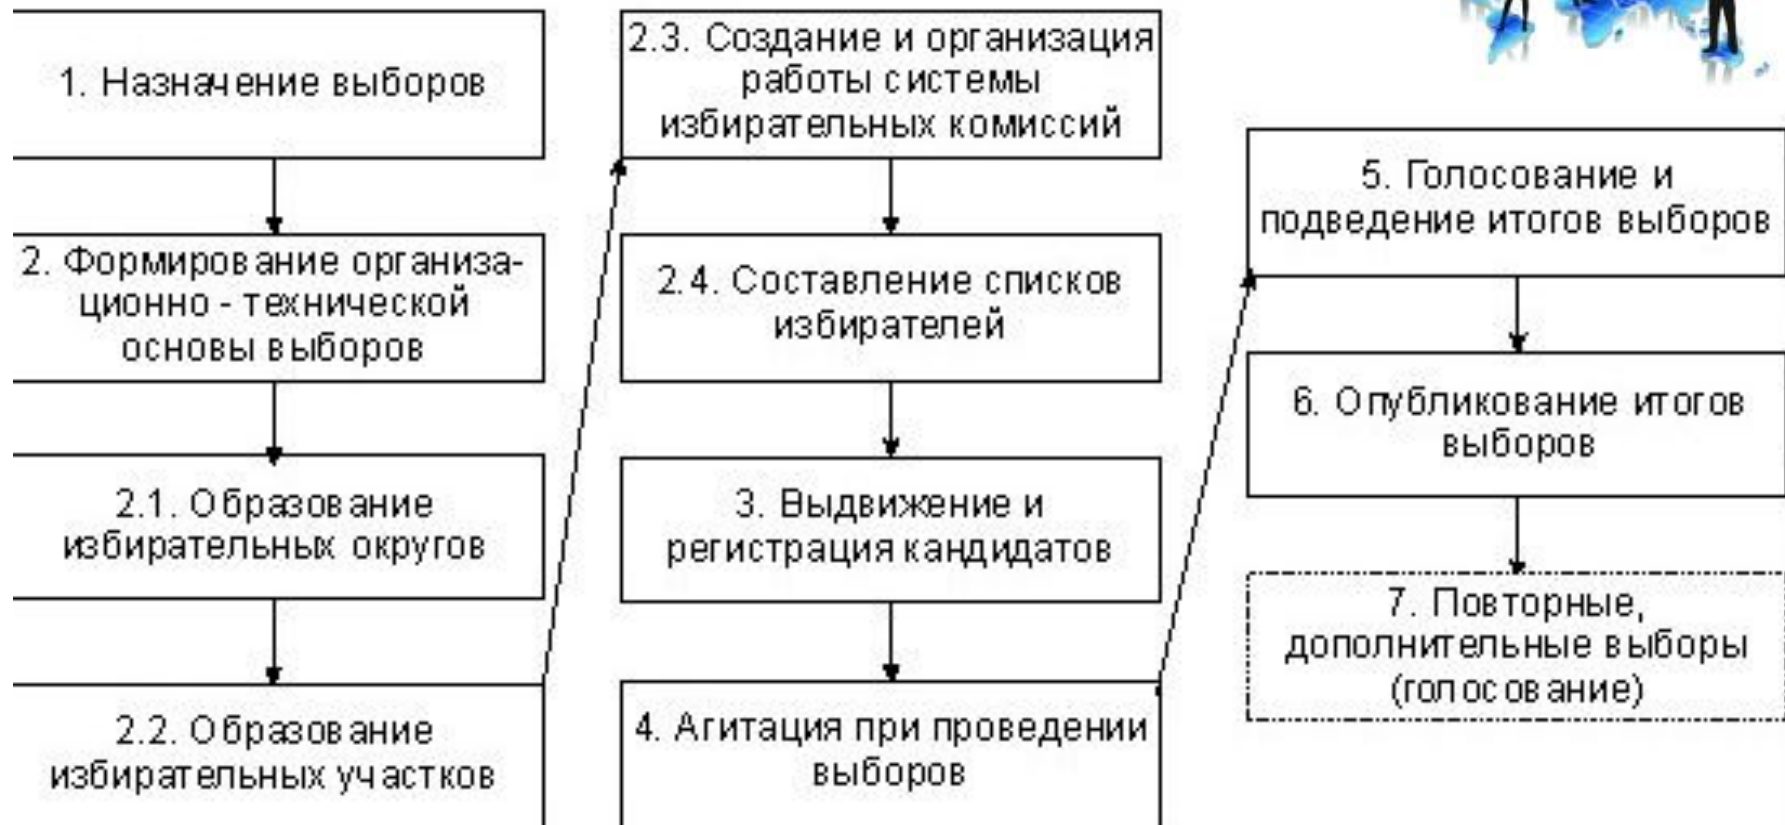 1. Назначение выборов
2. Формирование организа-
ционно - технической
основы выборов
2.1. Образование
избирательных округов
2.2. Образование
избирательных участков
2.3. Создание и организация
работы системы
избирательных комиссий
2.4. Составление списков
избирателей
3. Выдвижение и
регистрация кандидатов
4. Агитация при проведении
выборов
5. Голосование и
подведение итогов выборов
6. Опубликование итогов
выборов
7. Повторные,
дополнительные выборы
(голосование)